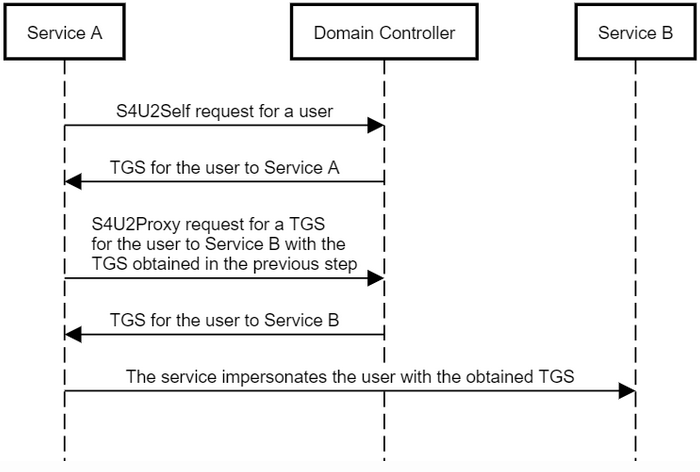 Service A
Domain Controller
Service B
S4U2Self request for a user
TGS for the user to Service A
S4U2Proxy request for a TGS
for the user to Service B with the
TGS obtained in the previous step
TGS for the user to Service B
The service impersonates the user with the obtained TGS